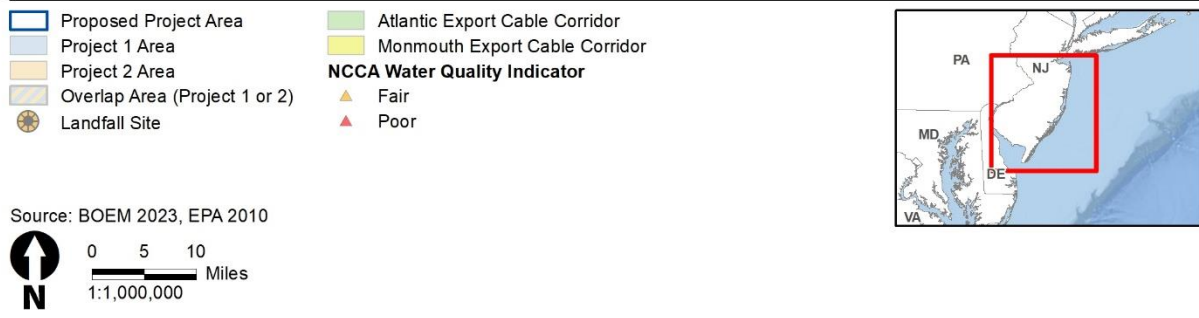 Proposed Project Area
Project 1 Area
Project 2 Area
Overlap Area (Project 1 or 2)
Landfall Site
Atlantic Export Cable Corridor
Monmouth Export Cable Corridor
NCCA Water Quality Indicator
Fair
Poor
Source: BOEM 2023, EPA 2010
N
0 5 10
Miles
1:1,000,000
PA
NJ
MD
DE
VA